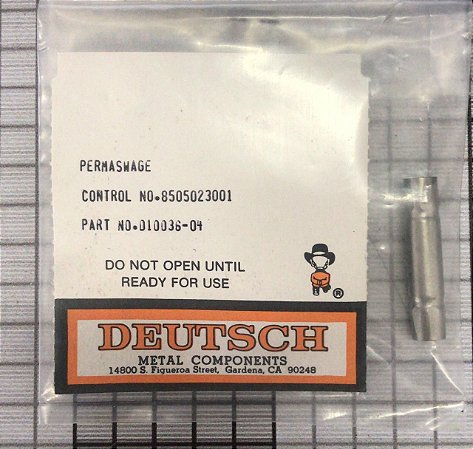 PERMASWAGE
CONTROL NO.8505023001
PART NO.D10036-04
DO NOT OPEN UNTIL
READY FOR USE
®
DEUTSCH
METAL COMPONENTS
14800 S. Figueroa Street, Gardena, CA 90248